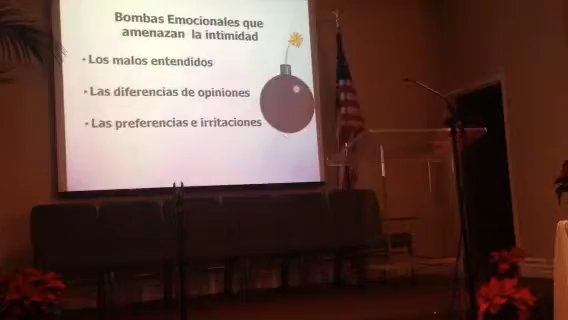 Bombas Emocionales que
amenazan la intimidad
• Los malos entendidos
• Las diferencias de opiniones
• Las preferencias e irritaciones